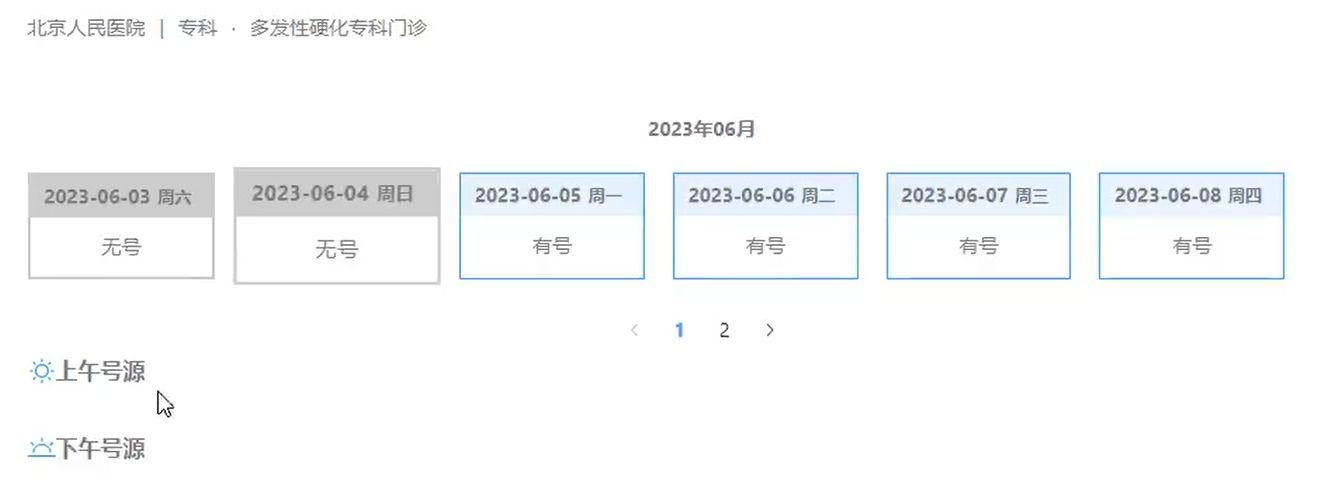 北京人民医院 | 专科 · 多发性硬化专科门诊
2023年06月
2023-06-03 周六 2023-06-04 周日 2023-06-05 周一 2023-06-06 周二 2023-06-07 周三 2023-06-08 周四
无号 无号 有号 有号 有号 有号
1 2
上午号源
下午号源